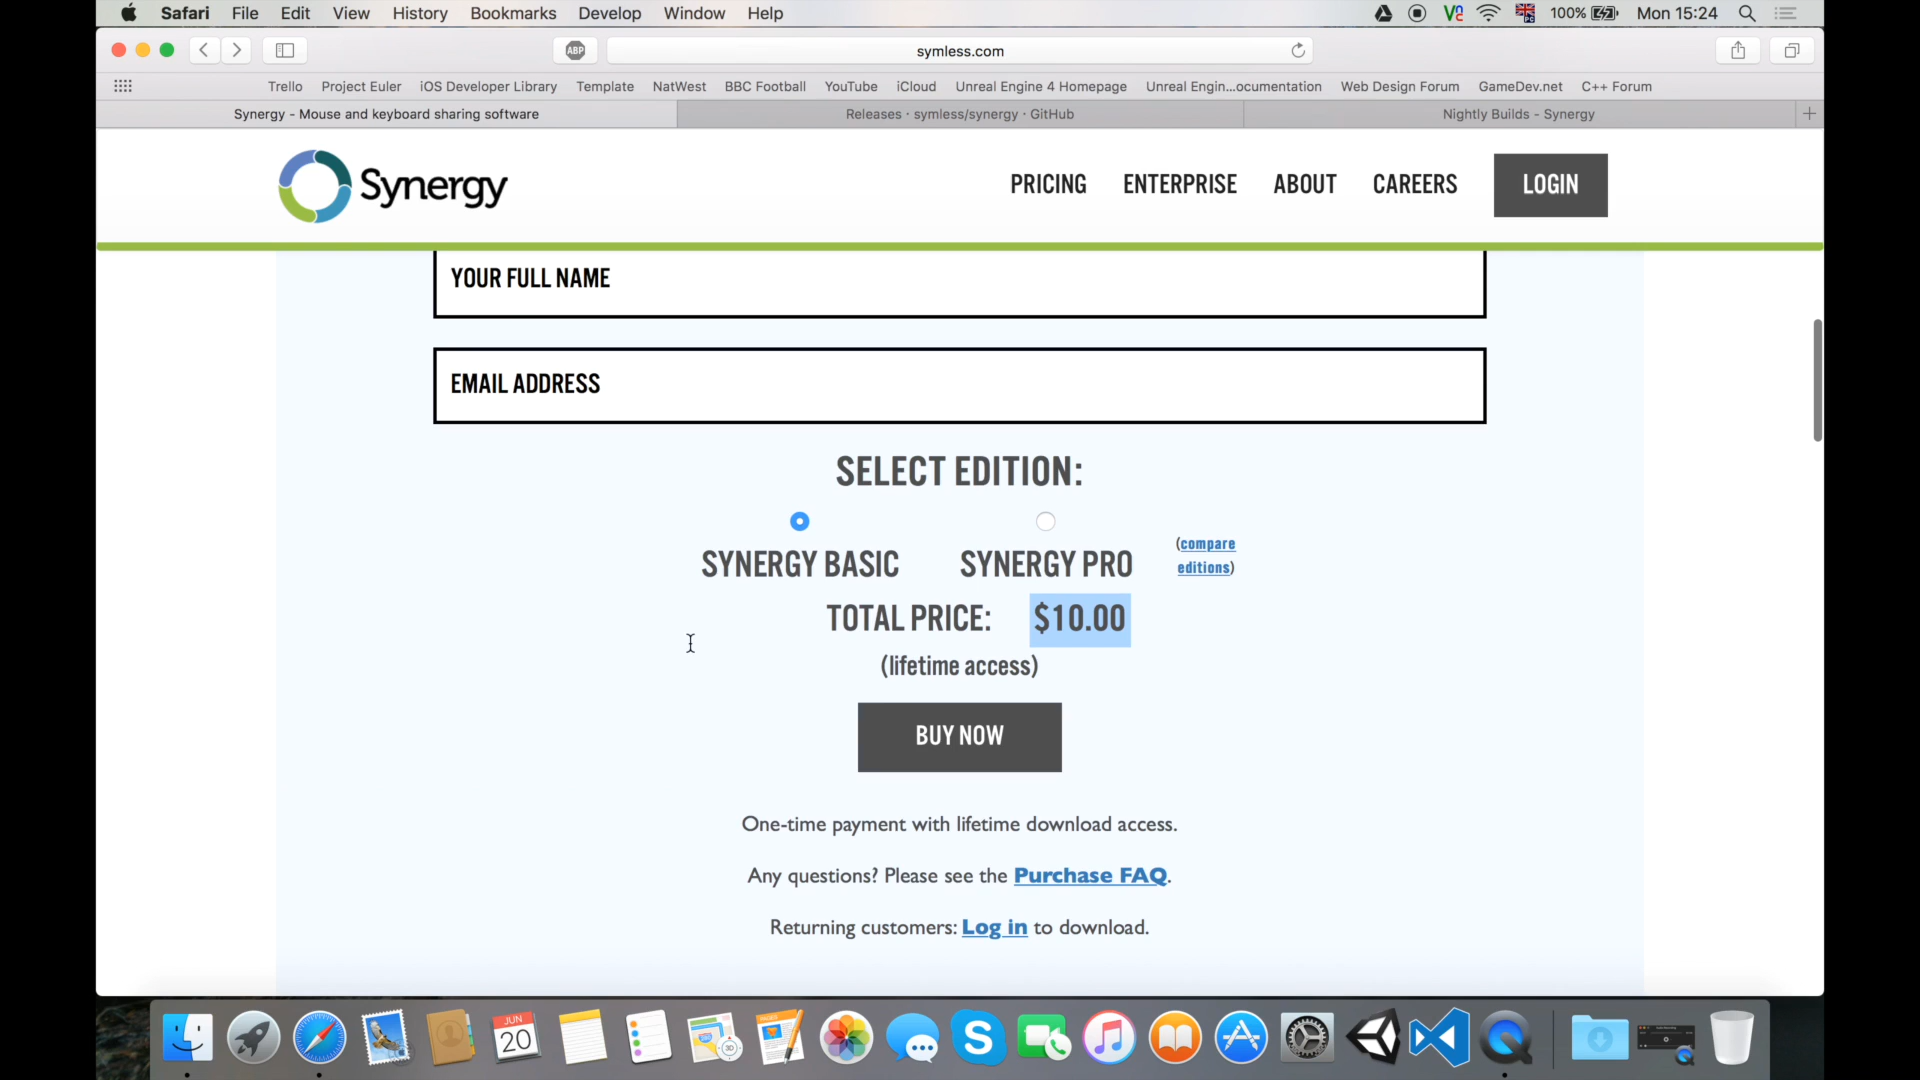 Safari File Edit View History Bookmarks Develop Window Help 100% Mon 15:24
ABP symless.com
Trello Project Euler iOS Developer Library Template NatWest BBC Football YouTube iCloud Unreal Engine 4 Homepage Unreal Engin...ocumentation Web Design Forum GameDev.net C++ Forum
Synergy - Mouse and keyboard sharing software Releases · symless/synergy · GitHub Nightly Builds - Synergy
Synergy PRICING ENTERPRISE ABOUT CAREERS LOGIN
YOUR FULL NAME
EMAIL ADDRESS
SELECT EDITION:
SYNERGY BASIC SYNERGY PRO (compare
editions)
TOTAL PRICE: $10.00
(lifetime access)
BUY NOW
One-time payment with lifetime download access.
Any questions? Please see the Purchase FAQ.
Returning customers: Log in to download.
JUN
20